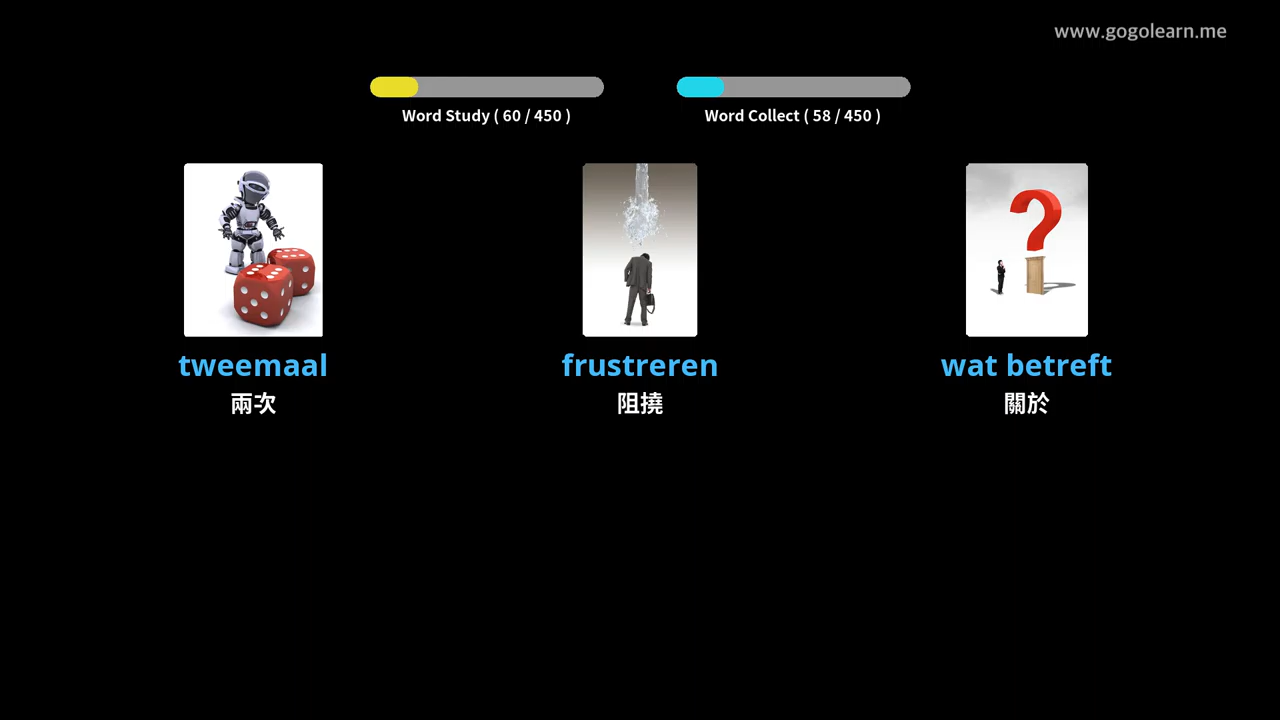 www.gogolearn.me
Word Study ( 60 / 450 )
Word Collect ( 58 / 450 )
tweemaal
frustreren
wat betreft
兩次
阻撓
關於